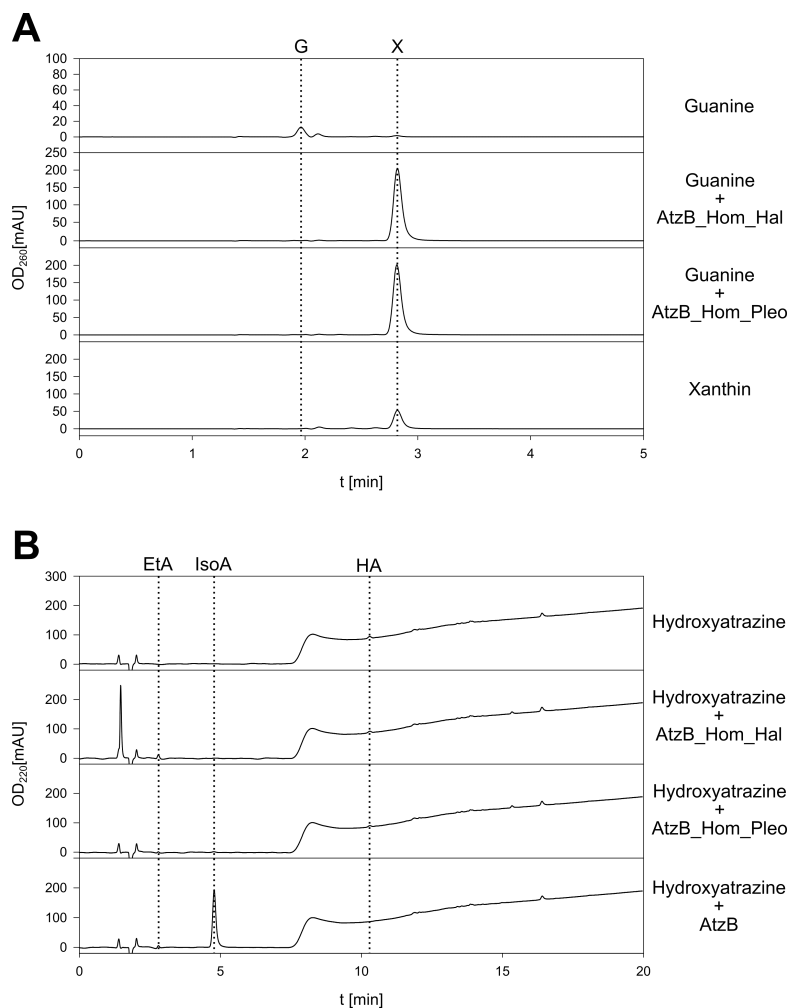 A
G X
100
80
60
40
20
0
Guanine
250
200
150
100
50
0
Guanine
+
AtzB_Hom_Hal
200
150
100
50
0
Guanine
+
AtzB_Hom_Pleo
200
150
100
50
0
Xanthin
OD260[mAU]
0 1 2 3 4 5
t [min]
B
EtA IsoA HA
300
200
100
0
Hydroxyatrazine
200
100
0
Hydroxyatrazine
+
AtzB_Hom_Hal
200
100
0
Hydroxyatrazine
+
AtzB_Hom_Pleo
200
100
0
Hydroxyatrazine
+
AtzB
OD220[mAU]
0 5 10 15 20
t [min]